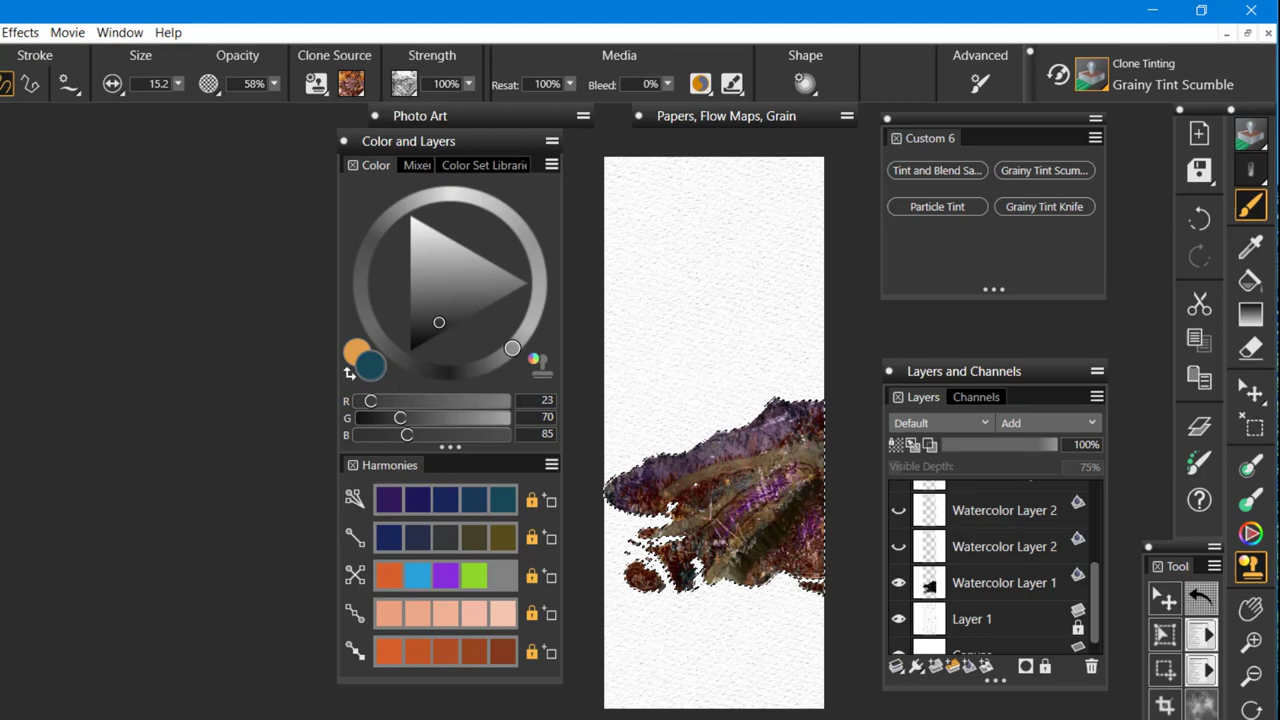 Effects Movie Window Help
Stroke Size Opacity Clone Source Strength Media Shape Advanced
15.2 58% 100% Resat: 100% Bleed: 0%
Clone Tinting
Grainy Tint Scumble
Photo Art
Papers, Flow Maps, Grain
Color and Layers
Color Mixer Color Set Librarie
R 23
G 70
B 85
Harmonies
Custom 6
Tint and Blend Sa... Grainy Tint Scum...
Particle Tint Grainy Tint Knife
Layers and Channels
Layers Channels
Default Add
100%
Visible Depth: 75%
Watercolor Layer 2
Watercolor Layer 2
Watercolor Layer 1
Layer 1
Tool